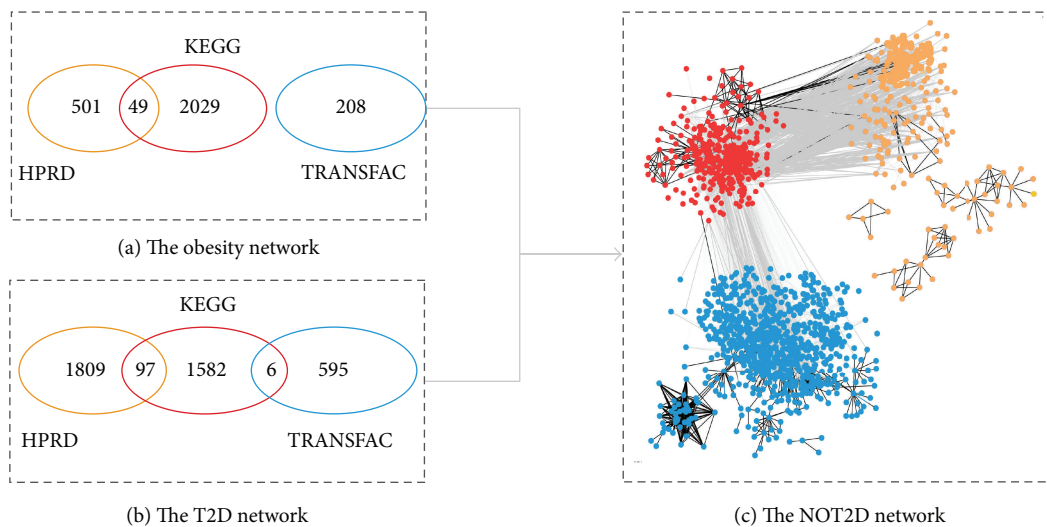 KEGG
501 49 2029 208
HPRD TRANSFAC
(a) The obesity network
KEGG
1809 97 1582 6 595
HPRD TRANSFAC
(b) The T2D network
(c) The NOT2D network